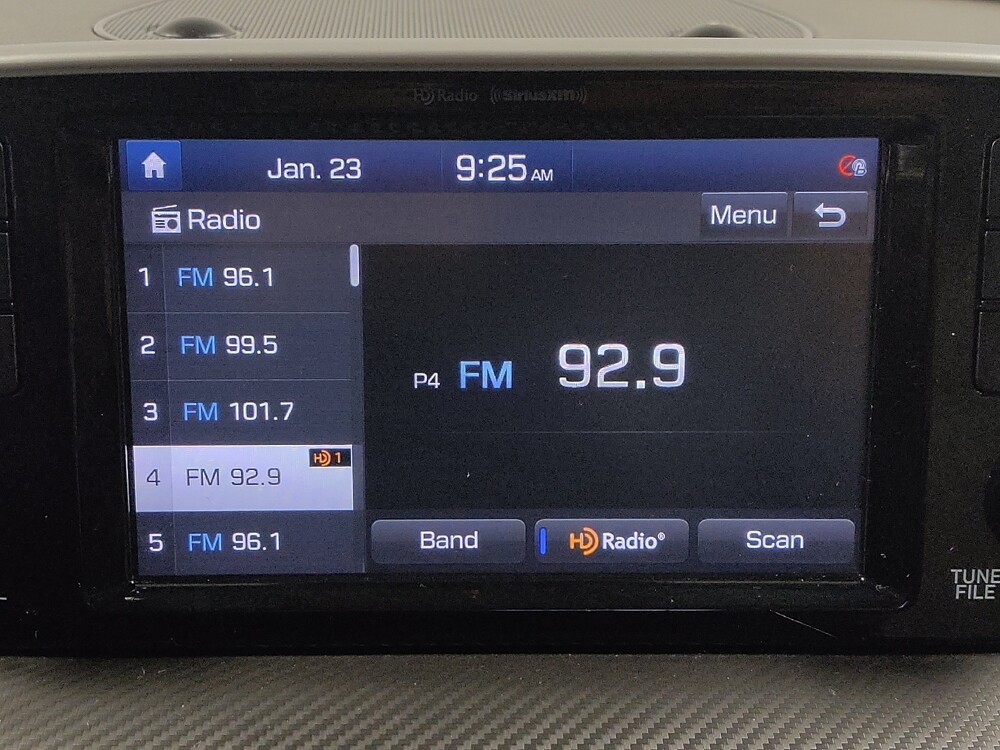 HD Radio ((SiriusXM))
Jan. 23 9:25 AM
Radio Menu
1 FM 96.1
2 FM 99.5
3 FM 101.7
4 FM 92.9 HD 1
5 FM 96.1
P4 FM 92.9
Band HD Radio® Scan
TUNE
FILE